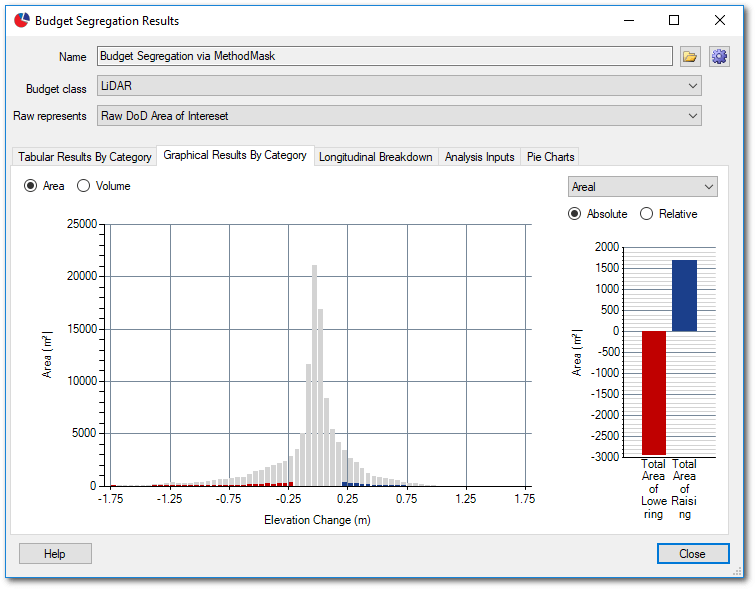 Budget Segregation Results
Name
Budget Segregation via MethodMask
Budget class
LiDAR
Raw represents
Raw DoD Area of Intereset
Tabular Results By Category
Graphical Results By Category
Longitudinal Breakdown
Analysis Inputs
Pie Charts
Area
Volume
Areal
Absolute
Relative
25000
20000
15000
10000
5000
0
Area (m²)
-1.75
-1.25
-0.75
-0.25
0.25
0.75
1.25
1.75
Elevation Change (m)
2000
1500
1000
500
0
-500
-1000
-1500
-2000
-2500
-3000
Area (m²)
Total
Area
of
Lowe
ring
Total
Area
of
Raisi
ng
Help
Close